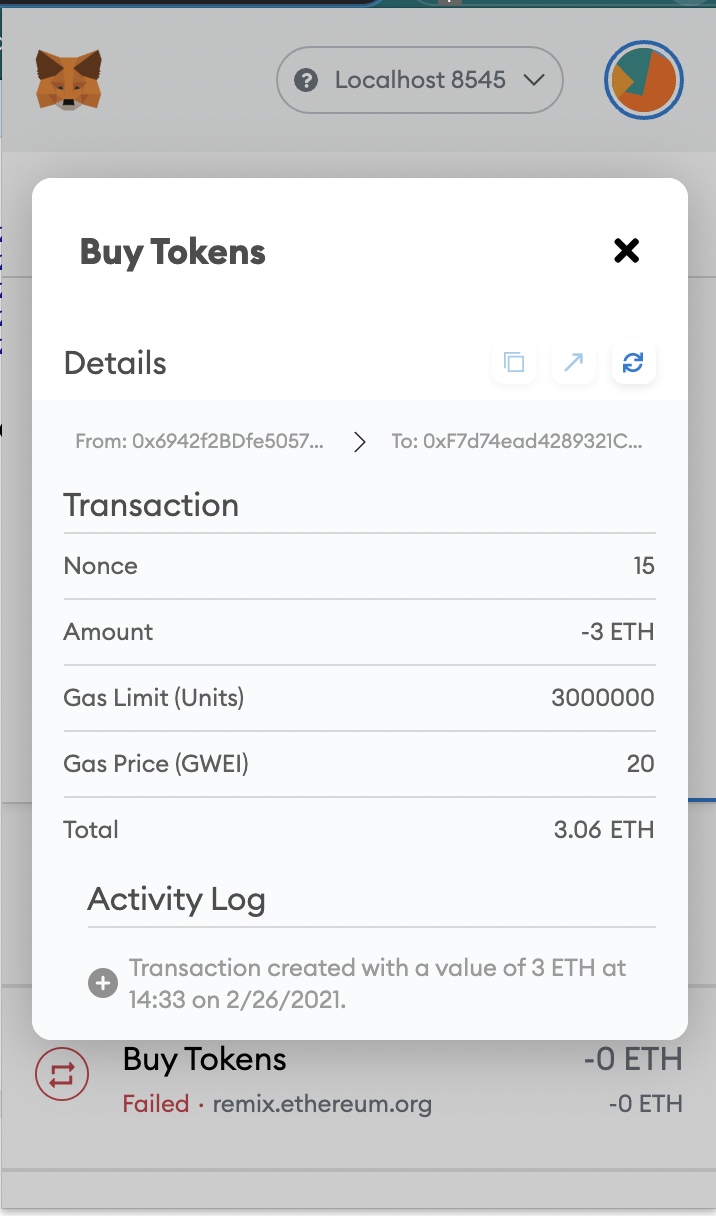 Localhost 8545
Buy Tokens
Details
From: 0x6942f2BDfe5057... > To: 0xF7d74ead4289321C...
Transaction
Nonce 15
Amount -3 ETH
Gas Limit (Units) 3000000
Gas Price (GWEI) 20
Total 3.06 ETH
Activity Log
Transaction created with a value of 3 ETH at
14:33 on 2/26/2021.
Buy Tokens -0 ETH
Failed · remix.ethereum.org -0 ETH